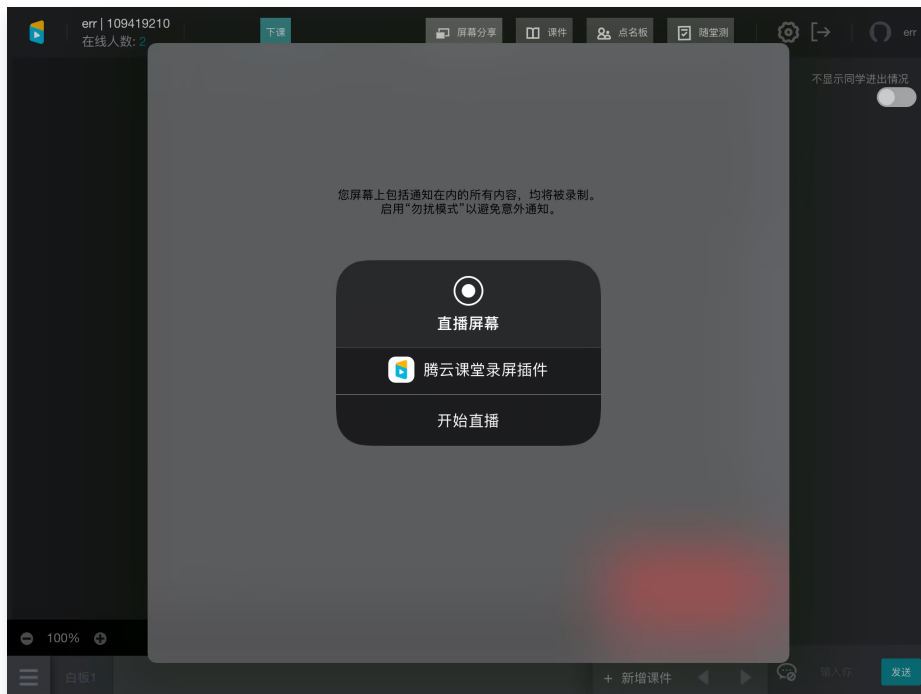 err | 109419210
在线人数: 2
下课
屏幕分享
课件
点名板
随堂测
err
不显示同学进出情况
您屏幕上包括通知在内的所有内容，均将被录制。
启用“勿扰模式”以避免意外通知。
直播屏幕
腾云课堂录屏插件
开始直播
100%
白板1
+ 新增课件
输入你
发送